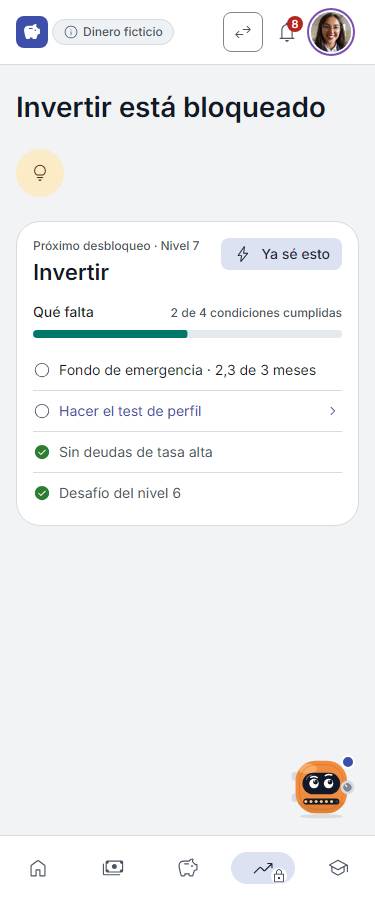 Dinero ficticio
8
Invertir está bloqueado
Próximo desbloqueo · Nivel 7
Ya sé esto
Invertir
Qué falta
2 de 4 condiciones cumplidas
Fondo de emergencia · 2,3 de 3 meses
Hacer el test de perfil
Sin deudas de tasa alta
Desafío del nivel 6